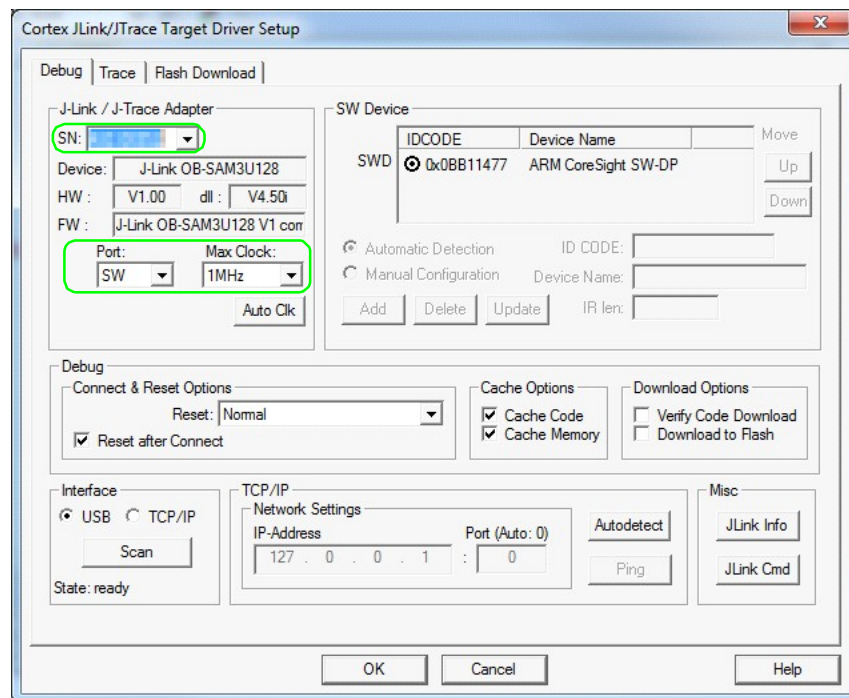 Cortex JLink/JTrace Target Driver Setup
Debug
Trace
Flash Download
J-Link / J-Trace Adapter
SN:
Device: J-Link OB-SAM3U128
HW : V1.00 dll : V4.50i
FW : J-Link OB-SAM3U128 V1 com
Port: Max Clock:
SW 1MHz
Auto Clk
SW Device
IDCODE Device Name Move
SWD 0x0BB11477 ARM CoreSight SW-DP Up
Down
Automatic Detection ID CODE:
Manual Configuration Device Name:
Add Delete Update IR len:
Debug
Connect & Reset Options
Reset: Normal
Reset after Connect
Cache Options
Cache Code
Cache Memory
Download Options
Verify Code Download
Download to Flash
Interface
USB TCP/IP
Scan
State: ready
TCP/IP
Network Settings
IP-Address Port (Auto: 0)
127 . 0 . 0 . 1 : 0
Autodetect
Ping
Misc
JLink Info
JLink Cmd
OK Cancel Help